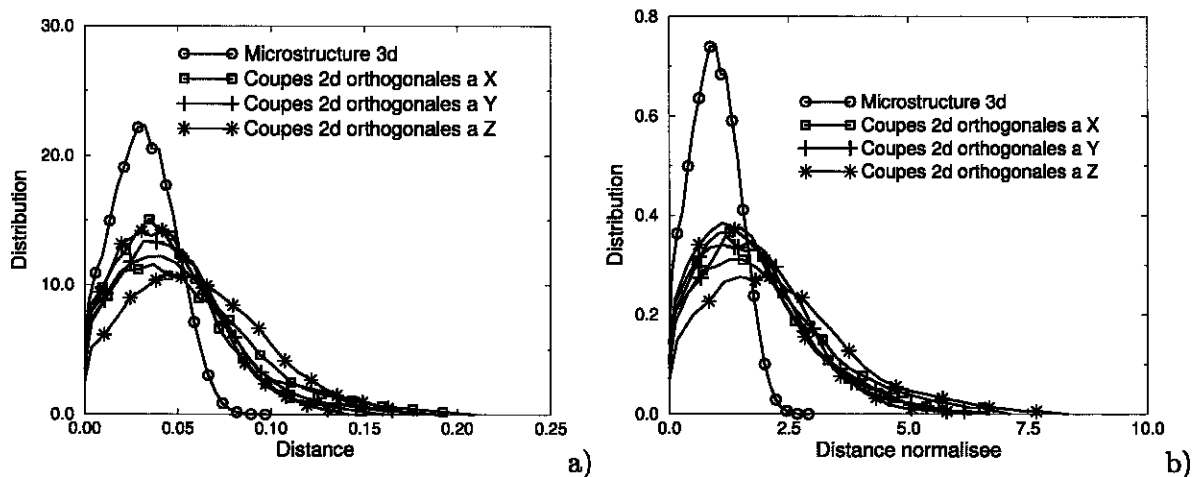 30.0
20.0
10.0
0.0
Distribution
Microstructure 3d
Coupes 2d orthogonales a X
Coupes 2d orthogonales a Y
Coupes 2d orthogonales a Z
0.00
0.05
0.10
0.15
0.20
0.25
Distance
a)
0.8
0.6
0.4
0.2
0.0
Distribution
Microstructure 3d
Coupes 2d orthogonales a X
Coupes 2d orthogonales a Y
Coupes 2d orthogonales a Z
0.0
2.5
5.0
7.5
10.0
Distance normalisee
b)